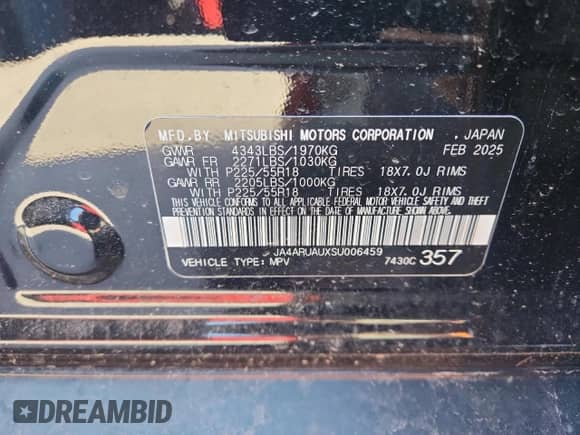 MFD.BY MITSUBISHI MOTORS CORPORATION , JAPAN
GVWR 4343LBS/1970KG FEB 2025
GAWR FR 2271LBS/1030KG
WITH P225/55R18 TIRES 18X7.0J RIMS
GAWR RR 2205LBS/1000KG
WITH P225/55R18 TIRES 18X7.0J RIMS
THIS VEHICLE CONFORMS TO ALL APPLICABLE FEDERAL MOTOR VEHICLE SAFETY AND THEFT
PREVENTION STANDARDS IN EFFECT ON THE DATE OF MANUFACTURE SHOWN ABOVE.
JA4ARUAUXSU006459
VEHICLE TYPE:MPV 7430C 357
DREAMBID